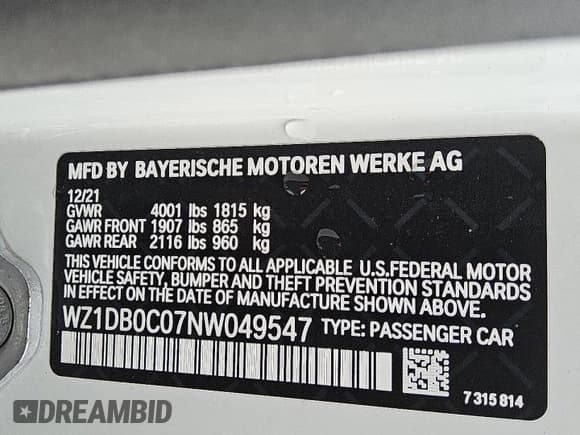 MFD BY BAYERISCHE MOTOREN WERKE AG
12/21
GVWR 4001 lbs 1815 kg
GAWR FRONT 1907 lbs 865 kg
GAWR REAR 2116 lbs 960 kg
THIS VEHICLE CONFORMS TO ALL APPLICABLE U.S.FEDERAL MOTOR
VEHICLE SAFETY, BUMPER AND THEFT PREVENTION STANDARDS
IN EFFECT ON THE DATE OF MANUFACTURE SHOWN ABOVE.
WZ1DB0C07NW049547 TYPE: PASSENGER CAR
7 315 814
DREAMBID